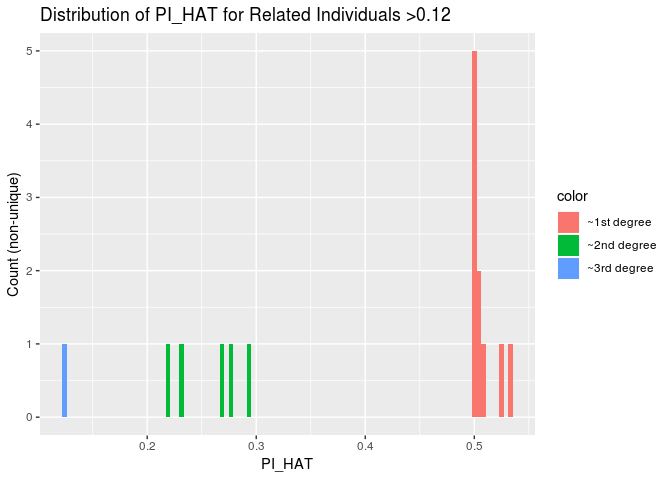 Distribution of PI_HAT for Related Individuals >0.12
Count (non-unique)
5
4
3
2
1
0
0.2
0.3
0.4
0.5
PI_HAT
color
~1st degree
~2nd degree
~3rd degree